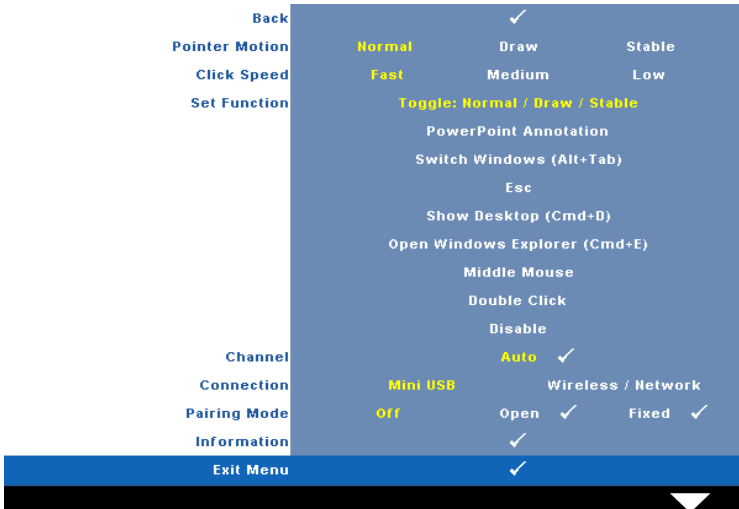 Back ✓
Pointer Motion Normal Draw Stable
Click Speed Fast Medium Low
Set Function Toggle: Normal / Draw / Stable
PowerPoint Annotation
Switch Windows (Alt+Tab)
Esc
Show Desktop (Cmd+D)
Open Windows Explorer (Cmd+E)
Middle Mouse
Double Click
Disable
Channel Auto ✓
Connection Mini USB Wireless / Network
Pairing Mode Off Open ✓ Fixed ✓
Information ✓
Exit Menu ✓